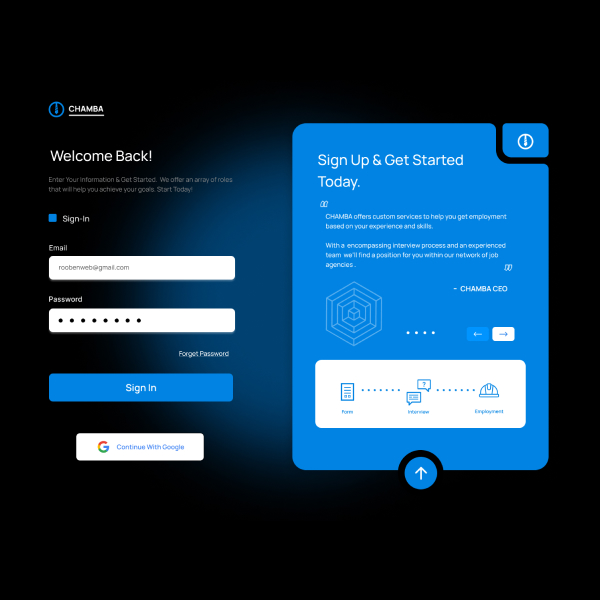 CHAMBA
Welcome Back!
Enter Your Information & Get Started. We offer an array of roles
that will help you achieve your goals. Start Today!
Sign-In
Email
roobenweb@gmail.com
Password
Forget Password
Sign In
Continue With Google
Sign Up & Get Started
Today.
CHAMBA offers custom services to help you get employment
based on your experience and skills.
With a encompassing interview process and an experienced
team we'll find a position for you within our network of job
agencies .
– CHAMBA CEO
?
Form
Interview
Employment